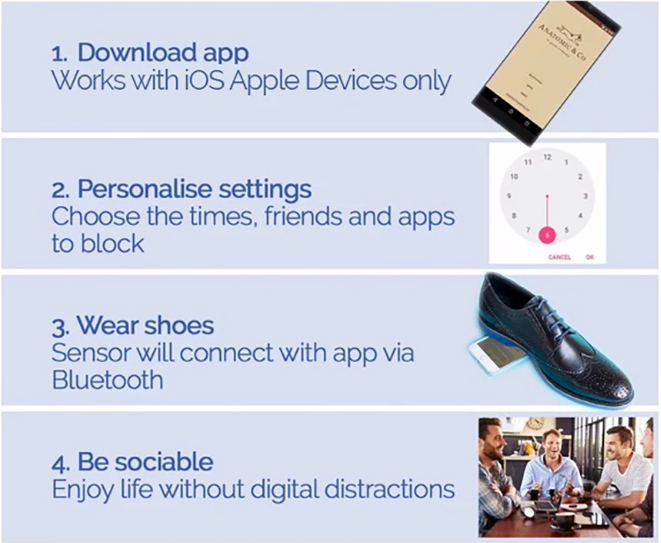 1. Download app
Works with iOS Apple Devices only
ANATOMIC & CO
2. Personalise settings
Choose the times, friends and apps
to block
12
11
1
10
2
9
3
8
4
7
5
6
CANCEL OK
3. Wear shoes
Sensor will connect with app via
Bluetooth
4. Be sociable
Enjoy life without digital distractions